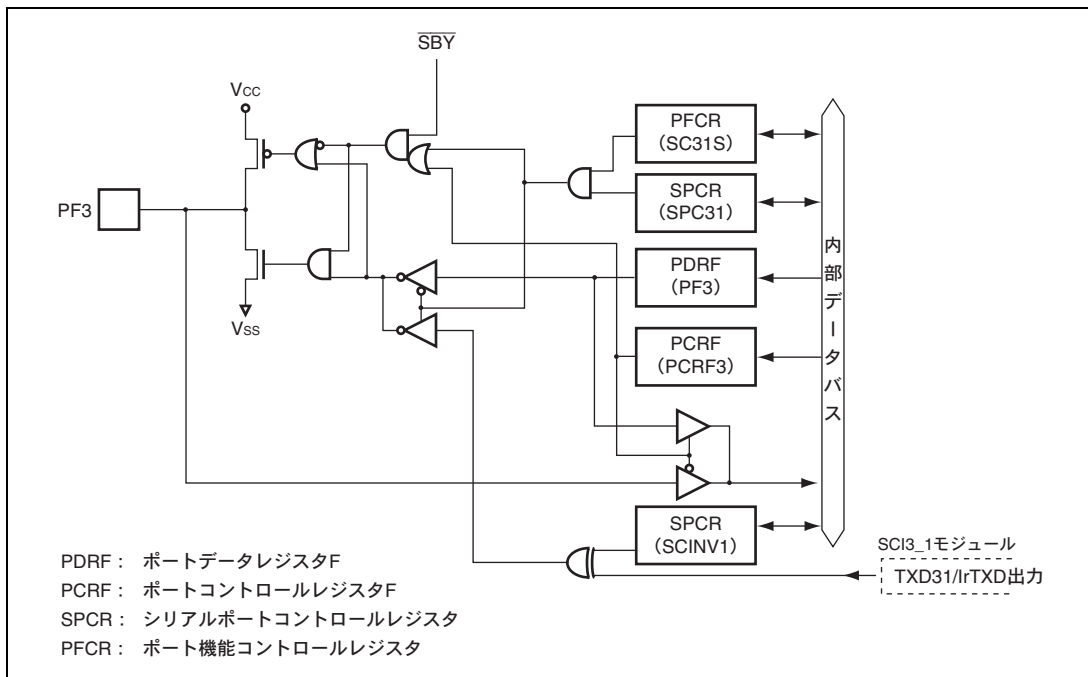 SBY
VCC
PFCR
（SC31S）
SPCR
（SPC31）
PF3
PDRF
（PF3）
VSS
PCRF
（PCRF3）
内部データバス
SPCR
（SCINV1）
SCI3_1モジュール
TXD31/IrTXD出力
PDRF： ポートデータレジスタF
PCRF： ポートコントロールレジスタF
SPCR： シリアルポートコントロールレジスタ
PFCR： ポート機能コントロールレジスタ